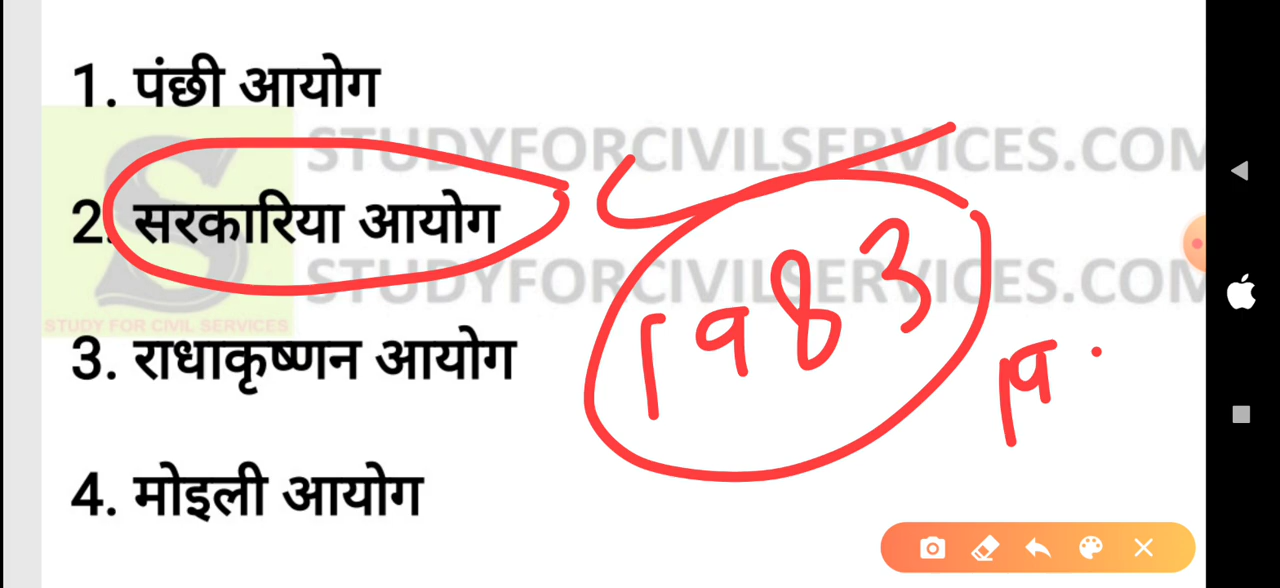 1. पंछी आयोग
STUDYFORCIVILSERVICES.COM
2. सरकारिया आयोग
1983
STUDYFORCIVILSERVICES.COM
STUDY FOR CIVIL SERVICES
3. राधाकृष्णन आयोग
19
4. मोइली आयोग